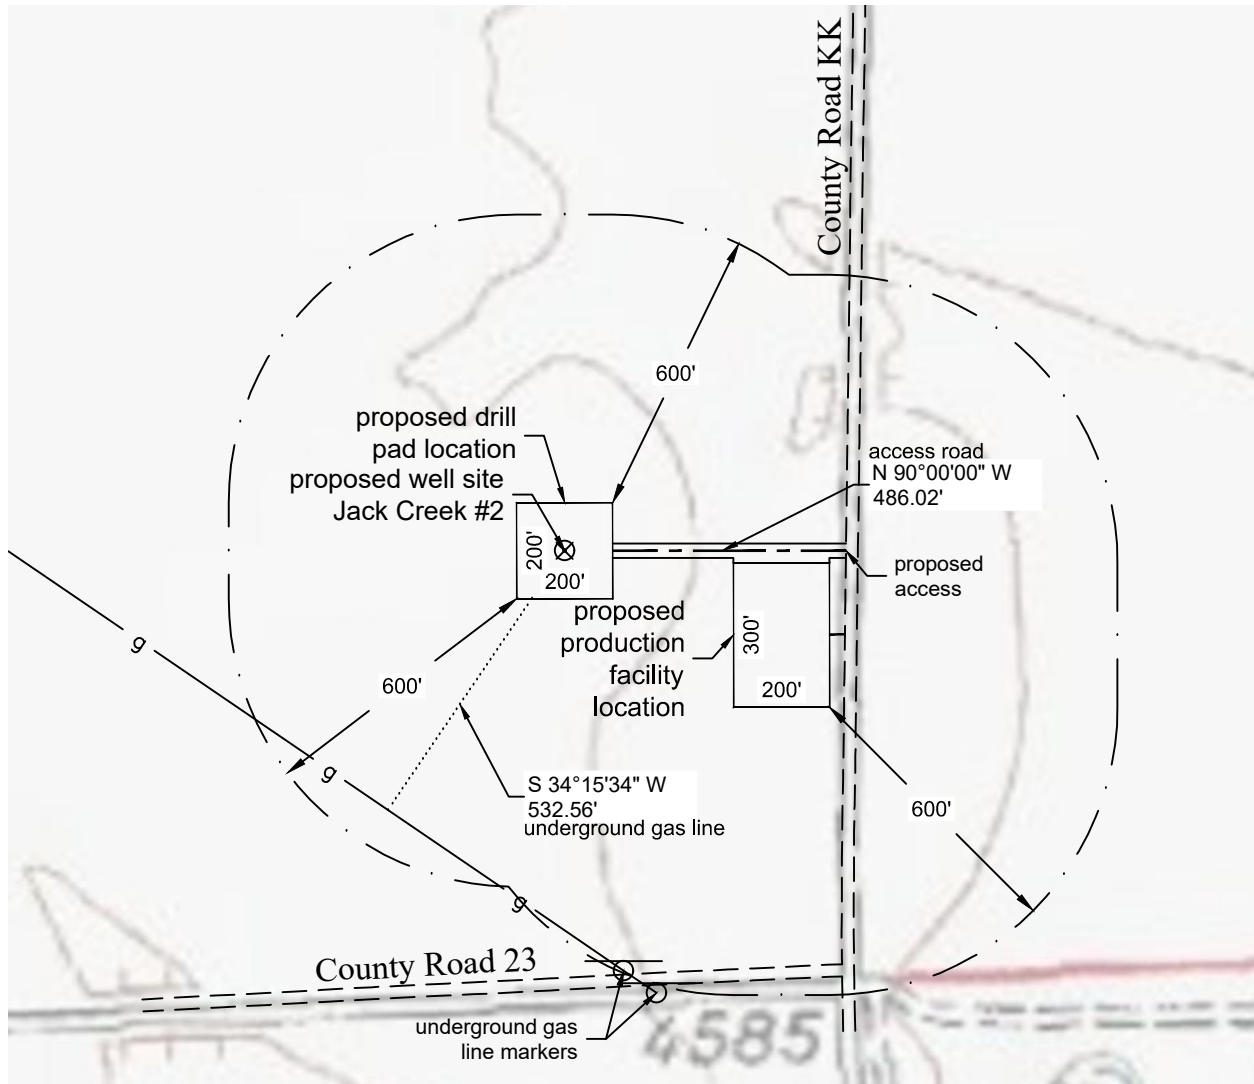 County Road KK
600'
proposed drill
pad location
proposed well site
Jack Creek #2
access road
N 90°00'00" W
486.02'
200'
200'
proposed
access
proposed
production
facility
location
300'
200'
g
600'
g
S 34°15'34" W
532.56'
underground gas line
600'
g
County Road 23
underground gas
line markers
4585